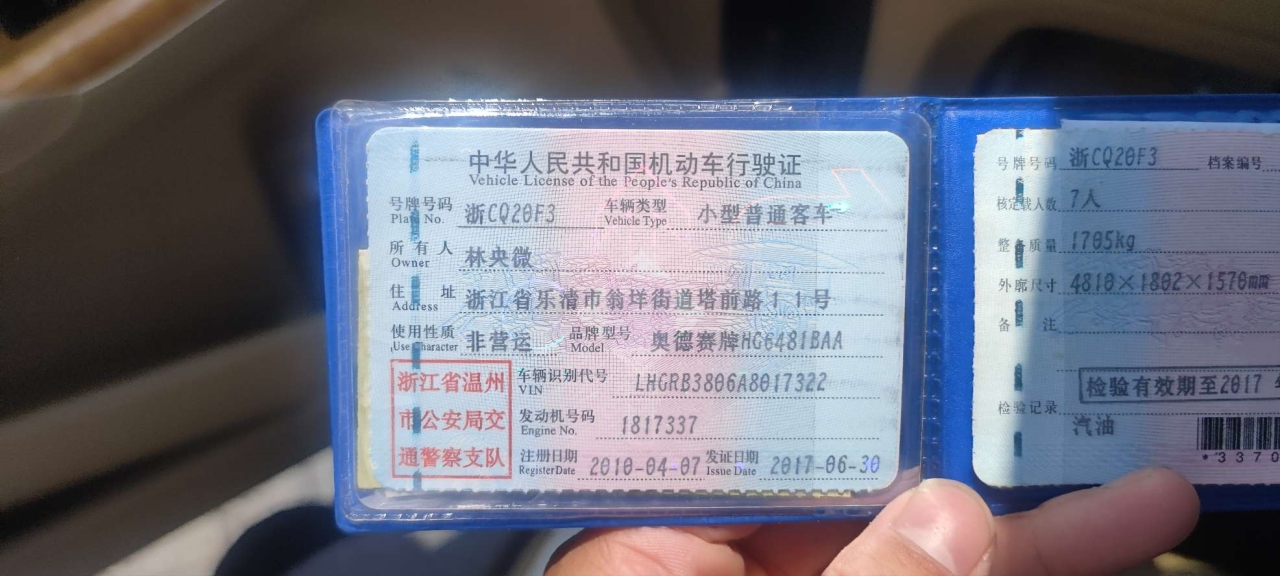 中华人民共和国机动车行驶证
Vehicle License of the People's Republic of China
号牌号码 浙CQ20F3 车辆类型 小型普通客车
Plate No. Vehicle Type
所有人 林央微
Owner
住址 浙江省乐清市翁垟街道塔前路11号
Address
使用性质 非营运 品牌型号 奥德赛牌HG6481BAA
Use Character Model
浙江省温州
市公安局交
通警察支队
车辆识别代号 LHGRB3806A8017322
VIN
发动机号码 1817337
Engine No.
注册日期 2010-04-07 发证日期 2017-06-30
Register Date Issue Date
号牌号码 浙CQ20F3 档案编号
核定载人数 7人
整备质量 1705kg
外廓尺寸 4810×1802×1570mm
备注
检验有效期至2017
检验记录
汽油
*3370